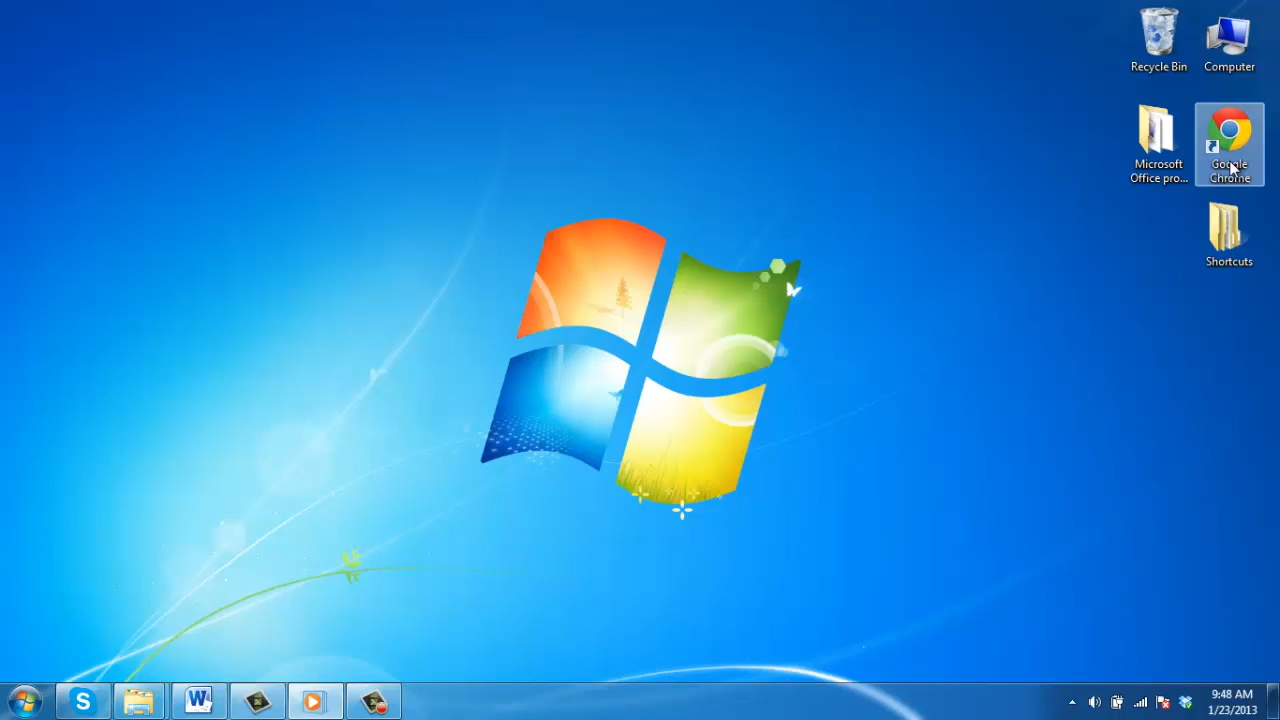 Recycle Bin
Computer
Microsoft
Office pro...
Google
Chrome
Shortcuts
9:48 AM
1/23/2013